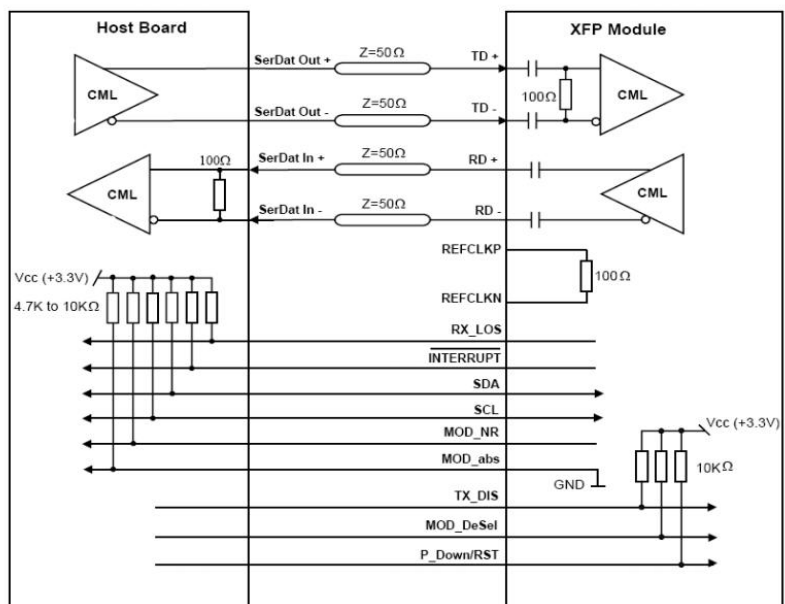 Host Board
XFP Module
SerDat Out +
Z=50Ω
TD +
CML
100Ω
CML
SerDat Out -
Z=50Ω
TD -
100Ω
SerDat In +
Z=50Ω
RD +
CML
CML
SerDat In -
Z=50Ω
RD -
REFCLKP
100Ω
Vcc (+3.3V)
4.7K to 10KΩ
REFCLKN
RX_LOS
INTERRUPT
SDA
SCL
MOD_NR
Vcc (+3.3V)
MOD_abs
10KΩ
GND
TX_DIS
MOD_DeSel
P_Down/RST